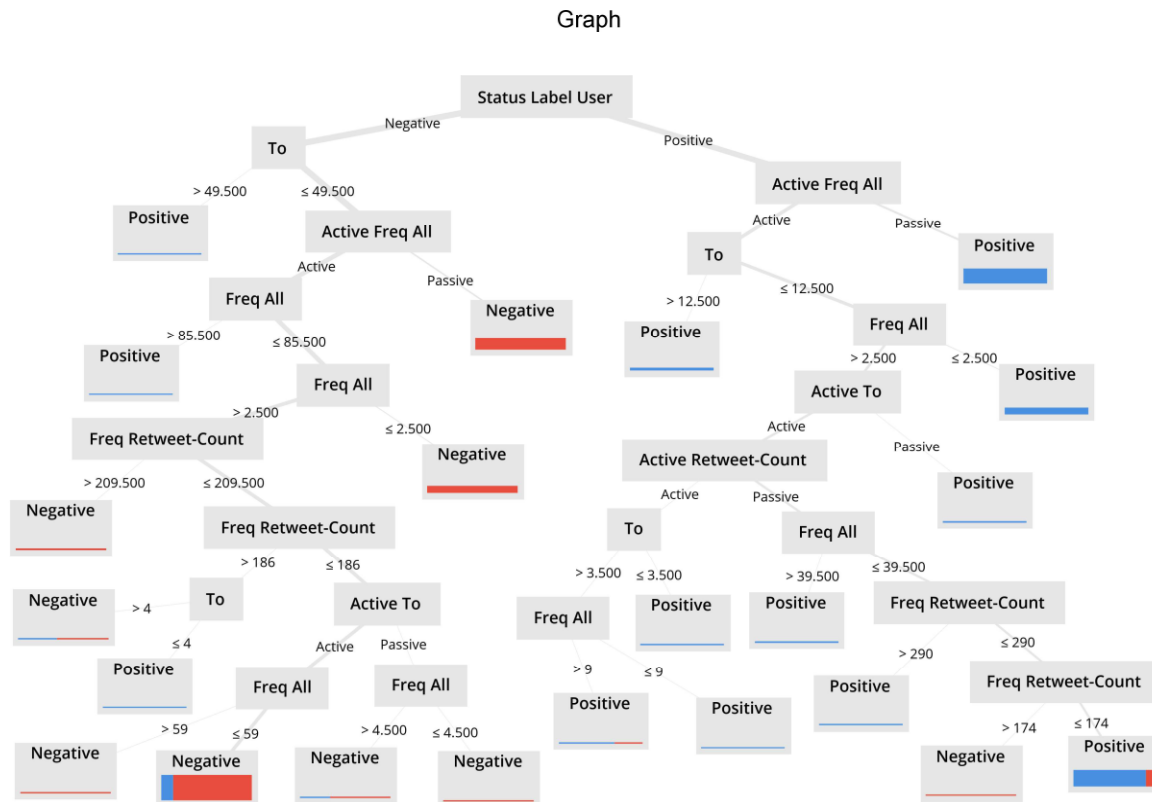 Graph
Status Label User
Negative
Positive
To
Active Freq All
> 49.500
≤ 49.500
Active
Passive
Positive
Active Freq All
To
Positive
Active
Passive
> 12.500
≤ 12.500
Freq All
Negative
Positive
Freq All
> 85.500
≤ 85.500
> 2.500
≤ 2.500
Positive
Freq All
Active To
Positive
> 2.500
≤ 2.500
Active
Passive
Freq Retweet-Count
Negative
Active Retweet-Count
Positive
> 209.500
≤ 209.500
Active
Passive
Negative
Freq Retweet-Count
To
Freq All
> 186
≤ 186
> 3.500
≤ 3.500
> 39.500
≤ 39.500
Negative
> 4
To
Active To
Freq All
Positive
Positive
Freq Retweet-Count
≤ 4
Active
Passive
> 9
≤ 9
> 290
≤ 290
Positive
Freq All
Freq All
Positive
Positive
Positive
Freq Retweet-Count
> 59
≤ 59
> 4.500
≤ 4.500
> 174
≤ 174
Negative
Negative
Negative
Negative
Negative
Positive